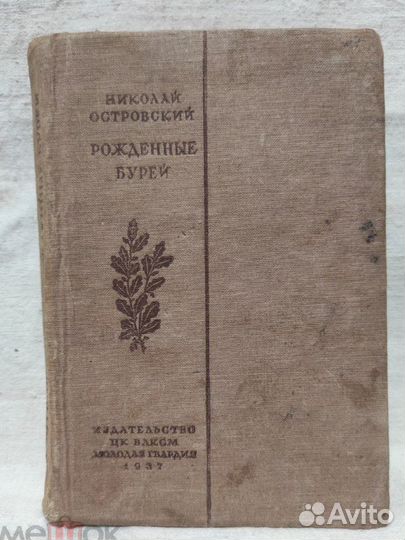 НИКОЛАЙ
ОСТРОВСКИЙ
РОЖДЕННЫЕ
БУРЕЙ
ИЗДАТЕЛЬСТВО
ЦК ВЛКСМ
МОЛОДАЯ ГВАРДИЯ
1937
мешок
Avito